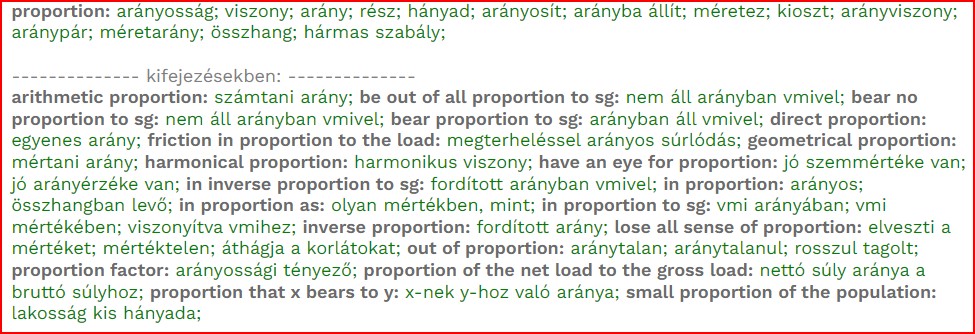 proportion: arányosság; viszony; arány; rész; hányad; arányosít; arányba állít; méretez; kioszt; arányviszony;
aránypár; méretarány; összhang; hármas szabály;
-------------- kifejezésekben: --------------
arithmetic proportion: számtani arány; be out of all proportion to sg: nem áll arányban vmivel; bear no
proportion to sg: nem áll arányban vmivel; bear proportion to sg: arányban áll vmivel; direct proportion:
egyenes arány; friction in proportion to the load: megterheléssel arányos súrlódás; geometrical proportion:
mértani arány; harmonical proportion: harmonikus viszony; have an eye for proportion: jó szemmértéke van;
jó arányérzéke van; in inverse proportion to sg: fordított arányban vmivel; in proportion: arányos;
összhangban levő; in proportion as: olyan mértékben, mint; in proportion to sg: vmi arányában; vmi
mértékében; viszonyítva vmihez; inverse proportion: fordított arány; lose all sense of proportion: elveszti a
mértéket; mértéktelen; áthágja a korlátokat; out of proportion: aránytalan; aránytalanul; rosszul tagolt;
proportion factor: arányossági tényező; proportion of the net load to the gross load: nettó súly aránya a
bruttó súlyhoz; proportion that x bears to y: x-nek y-hoz való aránya; small proportion of the population:
lakosság kis hányada;